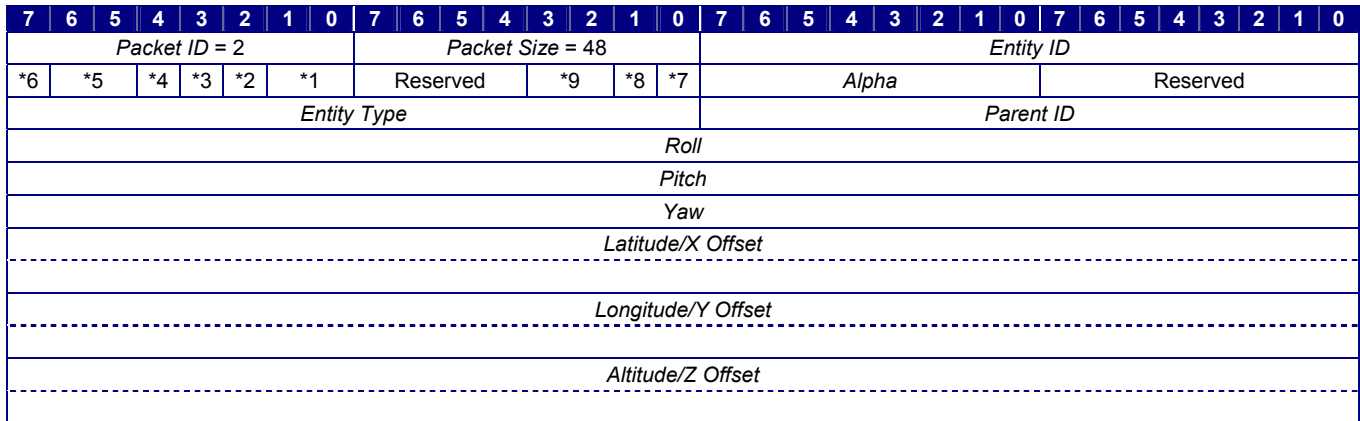 7 6 5 4 3 2 1 0 7 6 5 4 3 2 1 0 7 6 5 4 3 2 1 0 7 6 5 4 3 2 1 0
Packet ID = 2 Packet Size = 48 Entity ID
*6 *5 *4 *3 *2 *1 Reserved *9 *8 *7 Alpha Reserved
Entity Type Parent ID
Roll
Pitch
Yaw
Latitude/X Offset
Longitude/Y Offset
Altitude/Z Offset